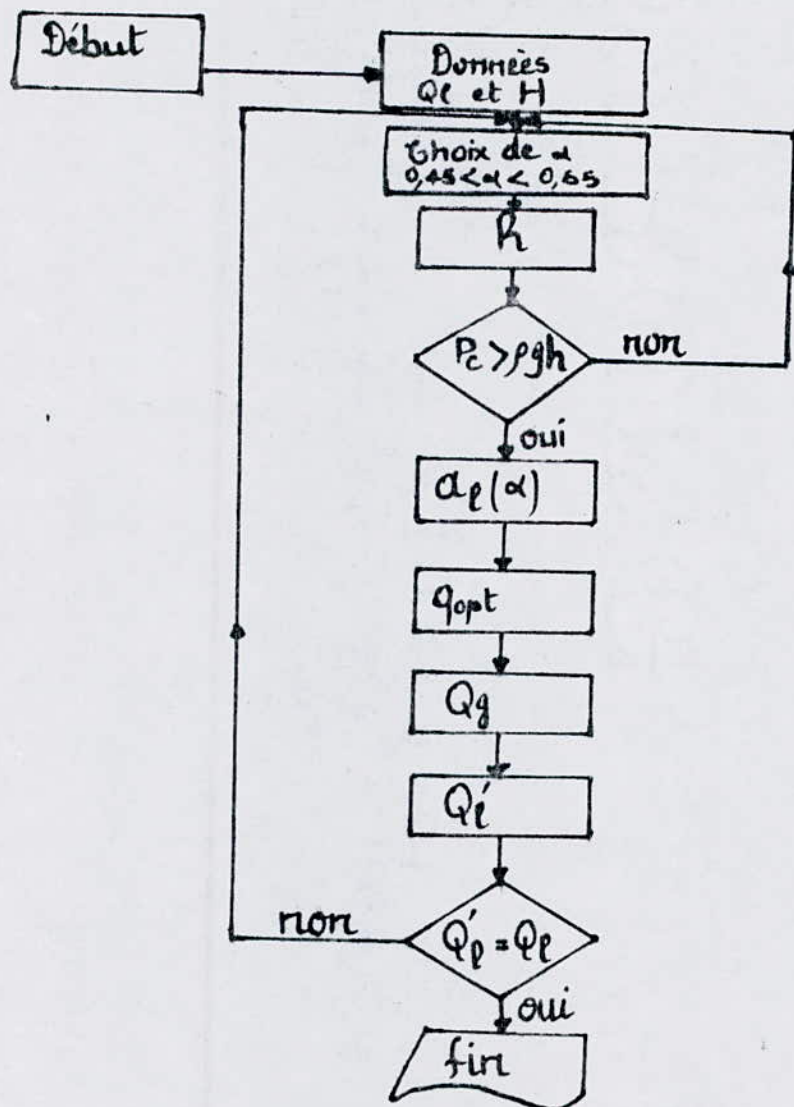 Début
Données
Ql et H
Choix de α
0,45<α< 0,65
h
Pc >ρgh
non
oui
al(α)
qopt
Qg
Ql'
non
Q'l = Ql
oui
fin